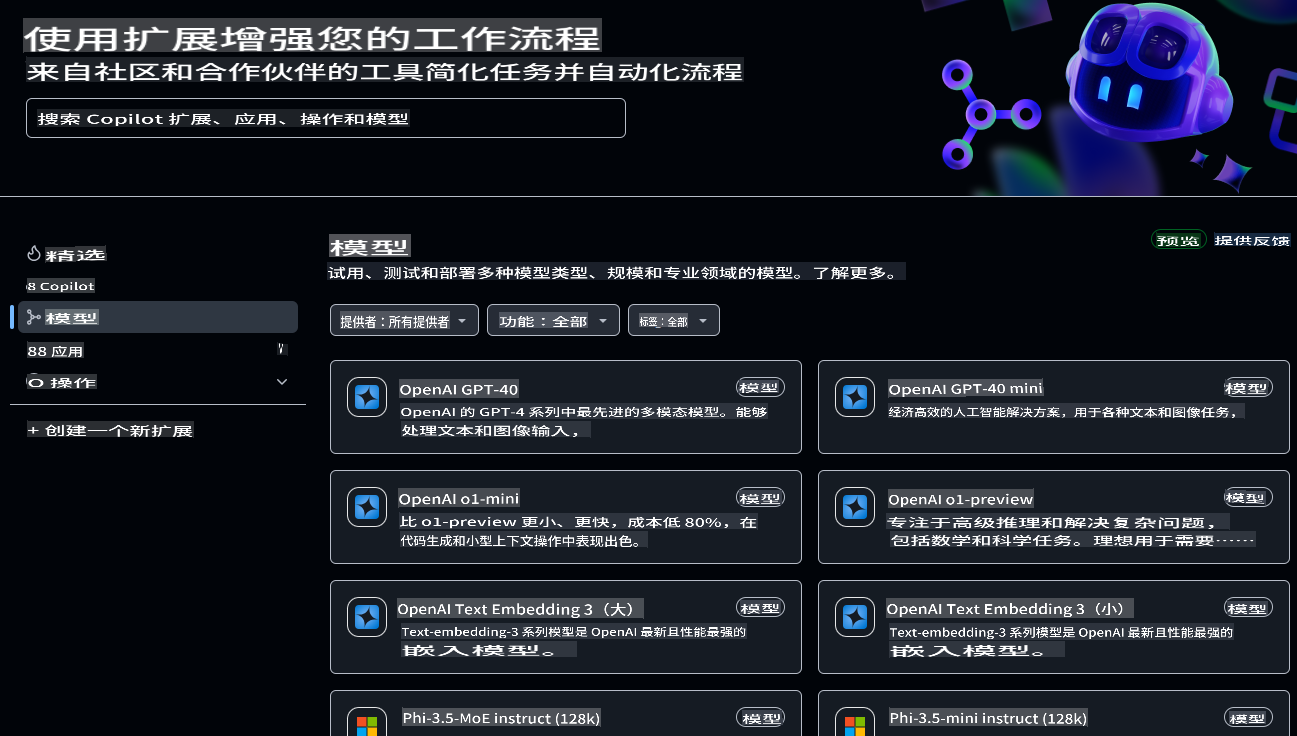 使用扩展增强您的工作流程
来自社区和合作伙伴的工具简化任务并自动化流程
搜索 Copilot 扩展、应用、操作和模型
精选
8 Copilot
模型
88 应用
O 操作
+ 创建一个新扩展
模型
预览 提供反馈
试用、测试和部署多种模型类型、规模和专业领域的模型。了解更多。
提供者：所有提供者 功能：全部 标签：全部
OpenAI GPT-40 模型
OpenAI 的 GPT-4 系列中最先进的多模态模型。能够
处理文本和图像输入，
OpenAI GPT-40 mini 模型
经济高效的人工智能解决方案，用于各种文本和图像任务，
OpenAI o1-mini 模型
比 o1-preview 更小、更快，成本低 80%，在
代码生成和小型上下文操作中表现出色。
OpenAI o1-preview 模型
专注于高级推理和解决复杂问题，
包括数学和科学任务。理想用于需要……
OpenAI Text Embedding 3（大） 模型
Text-embedding-3 系列模型是 OpenAI 最新且性能最强的
嵌入模型。
OpenAI Text Embedding 3（小） 模型
Text-embedding-3 系列模型是 OpenAI 最新且性能最强的
嵌入模型。
Phi-3.5-MoE instruct (128k) 模型
Phi-3.5-mini instruct (128k) 模型